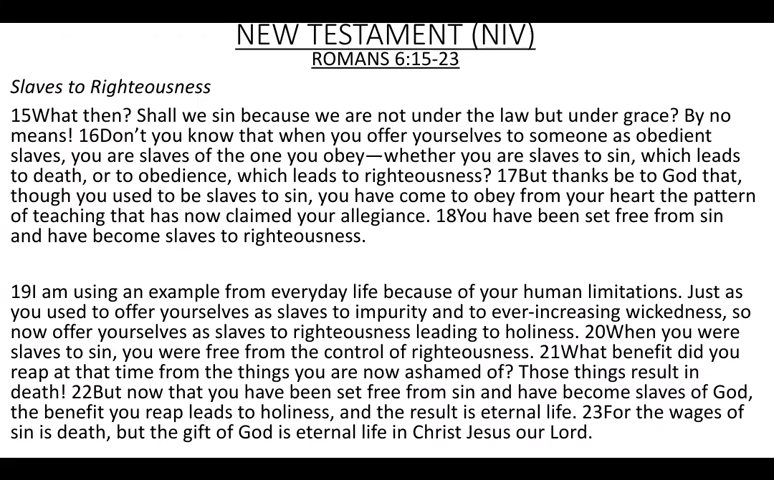 NEW TESTAMENT (NIV)
ROMANS 6:15-23
Slaves to Righteousness
15What then? Shall we sin because we are not under the law but under grace? By no
means! 16Don’t you know that when you offer yourselves to someone as obedient
slaves, you are slaves of the one you obey—whether you are slaves to sin, which leads
to death, or to obedience, which leads to righteousness? 17But thanks be to God that,
though you used to be slaves to sin, you have come to obey from your heart the pattern
of teaching that has now claimed your allegiance. 18You have been set free from sin
and have become slaves to righteousness.
19I am using an example from everyday life because of your human limitations. Just as
you used to offer yourselves as slaves to impurity and to ever-increasing wickedness, so
now offer yourselves as slaves to righteousness leading to holiness. 20When you were
slaves to sin, you were free from the control of righteousness. 21What benefit did you
reap at that time from the things you are now ashamed of? Those things result in
death! 22But now that you have been set free from sin and have become slaves of God,
the benefit you reap leads to holiness, and the result is eternal life. 23For the wages of
sin is death, but the gift of God is eternal life in Christ Jesus our Lord.